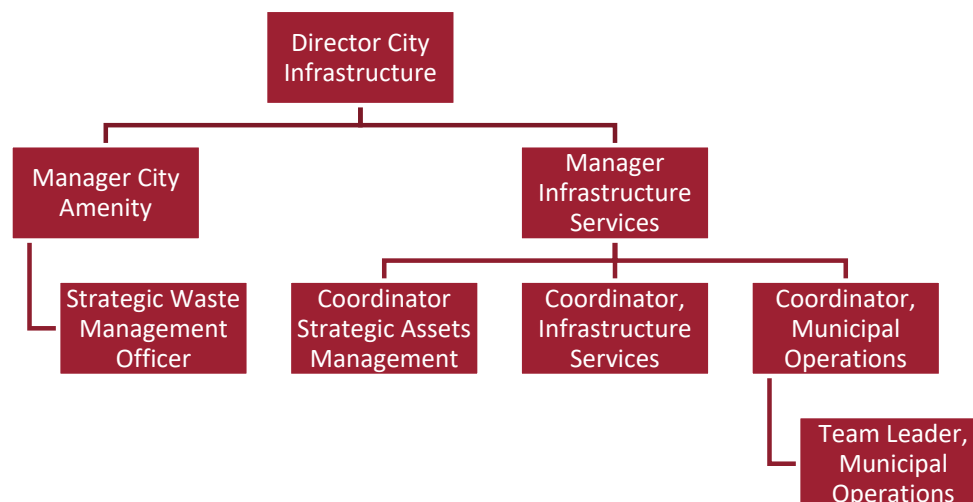 Director City
Infrastructure
Manager City
Amenity
Manager
Infrastructure
Services
Strategic Waste
Management
Officer
Coordinator
Strategic Assets
Management
Coordinator,
Infrastructure
Services
Coordinator,
Municipal
Operations
Team Leader,
Municipal
Operations